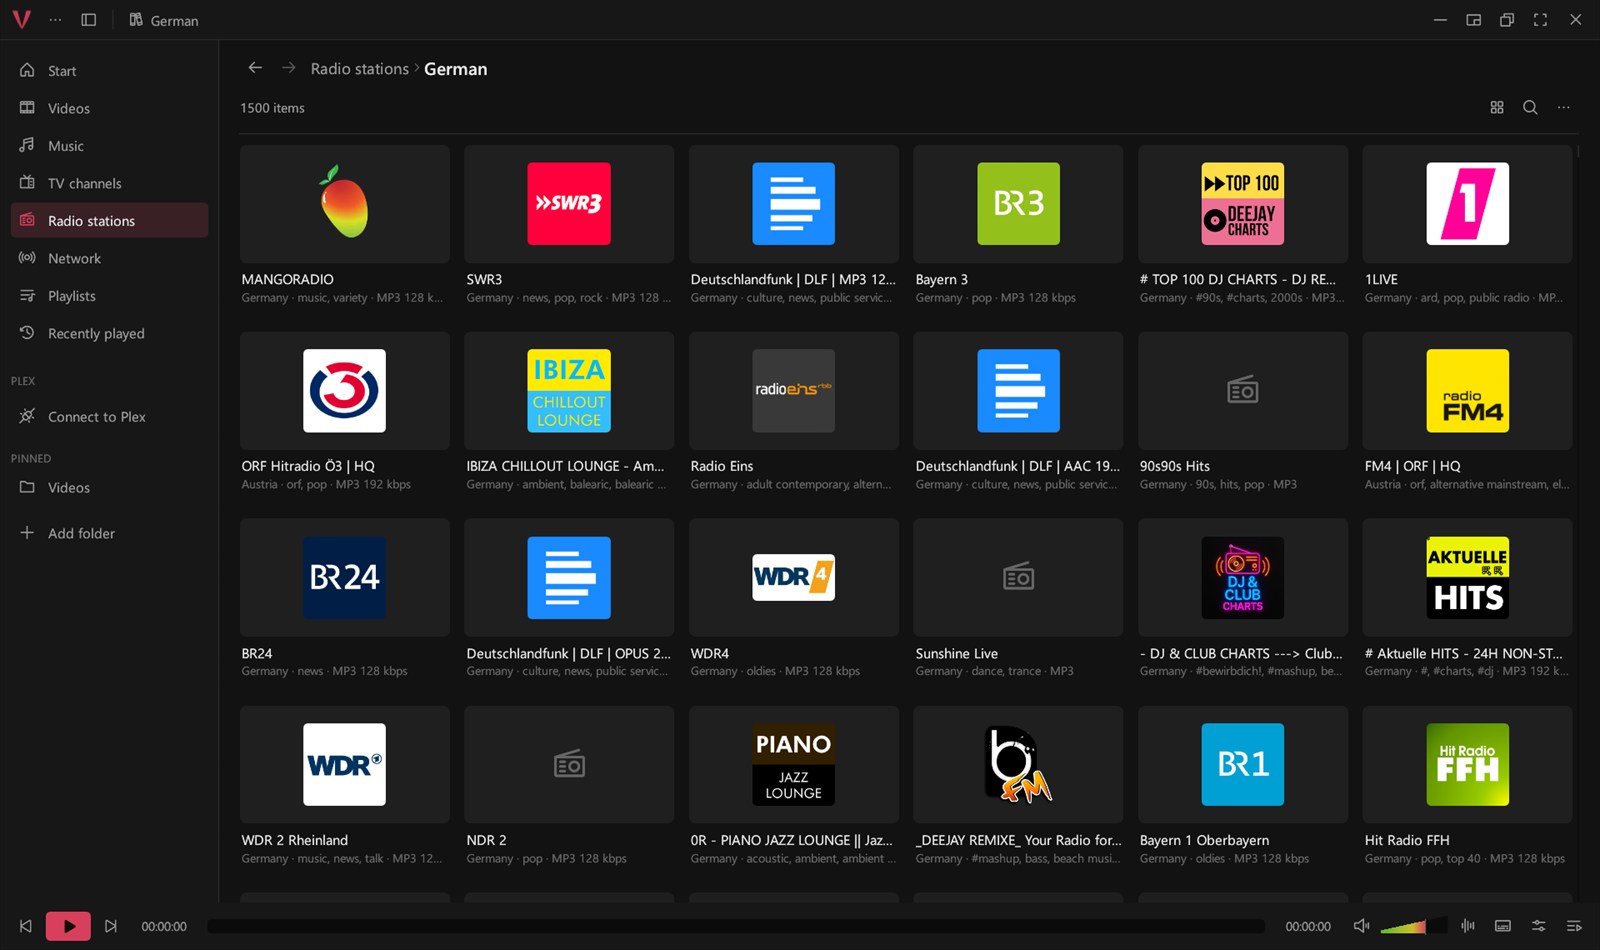 German
Start
Videos
Music
TV channels
Radio stations
Network
Playlists
Recently played
PLEX
Connect to Plex
PINNED
Videos
Add folder
Radio stations › German
1500 items
SWR3
BR3
TOP 100
DEEJAY
CHARTS
1
MANGORADIO
SWR3
Deutschlandfunk | DLF | MP3 12...
Bayern 3
# TOP 100 DJ CHARTS - DJ RE...
1LIVE
Germany · music, variety · MP3 128 k...
Germany · news, pop, rock · MP3 128 ...
Germany · culture, news, public servic...
Germany · pop · MP3 128 kbps
Germany · #90s, #charts, 2000s · MP3...
Germany · ard, pop, public radio · MP...
3
IBIZA
CHILLOUT
LOUNGE
radioeins rbb
radio
FM4
ORF Hitradio Ö3 | HQ
IBIZA CHILLOUT LOUNGE - Am...
Radio Eins
Deutschlandfunk | DLF | AAC 19...
90s90s Hits
FM4 | ORF | HQ
Austria · orf, pop · MP3 192 kbps
Germany · ambient, balearic, balearic ...
Germany · adult contemporary, altern...
Germany · culture, news, public servic...
Germany · 90s, hits, pop · MP3
Austria · orf, alternative mainstream, el...
BR24
WDR 4
DJ &
CLUB
CHARTS
AKTUELLE
HITS
BR24
Deutschlandfunk | DLF | OPUS 2...
WDR4
Sunshine Live
- DJ & CLUB CHARTS ---> Club...
# Aktuelle HITS - 24H NON-ST...
Germany · news · MP3 128 kbps
Germany · culture, news, public servic...
Germany · oldies · MP3 128 kbps
Germany · dance, trance · MP3
Germany · #bewirbdich!, #mashup, be...
Germany · #, #charts, #dj · MP3 192 k...
WDR
PIANO
JAZZ
LOUNGE
b
FM
BR1
Hit Radio
FFH
WDR 2 Rheinland
NDR 2
0R - PIANO JAZZ LOUNGE || Jaz...
_DEEJAY REMIXE_ Your Radio for...
Bayern 1 Oberbayern
Hit Radio FFH
Germany · music, news, talk · MP3 12...
Germany · pop · MP3 128 kbps
Germany · acoustic, ambient, ambient ...
Germany · #mashup, bass, beach musi...
Germany · oldies · MP3 128 kbps
Germany · pop, top 40 · MP3 128 kbps
00:00:00
00:00:00